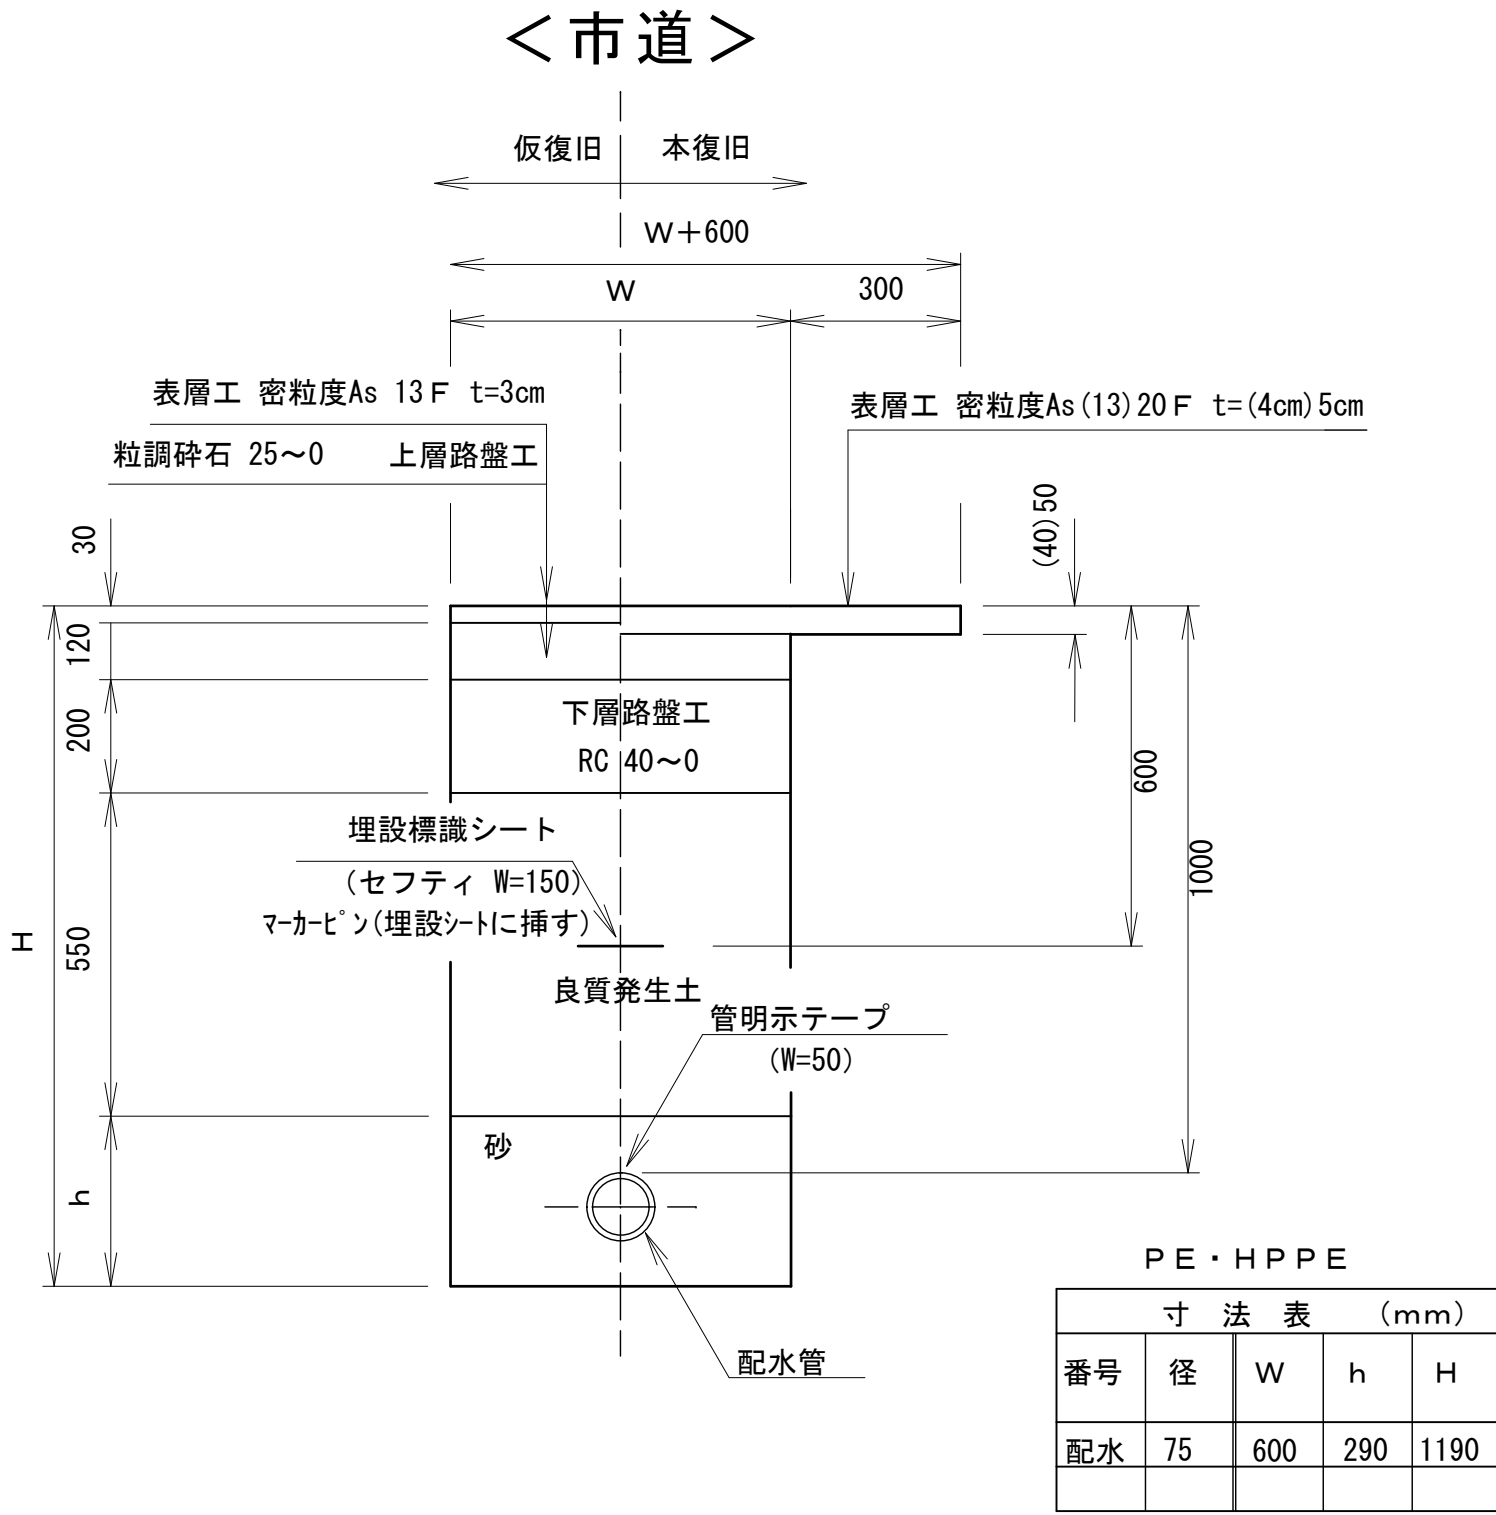 ＜市道＞
仮復旧 本復旧
W＋600
W 300
表層工 密粒度As 13Ｆ t=3cm
表層工 密粒度As(13)20Ｆ t=(4cm)5cm
粒調砕石 25～0 上層路盤工
30
(40)50
120
下層路盤工
200
RC 40～0
600
埋設標識シート
1000
(セフティ W=150)
ﾏｰｶｰﾋﾟﾝ(埋設ｼｰﾄに挿す)
H
550
良質発生土
管明示テープ
(W=50)
砂
h
ＰＥ・ＨＰＰＥ
寸 法 表 (mm)
配水管
番号 径 W h H
配水 75 600 290 1190